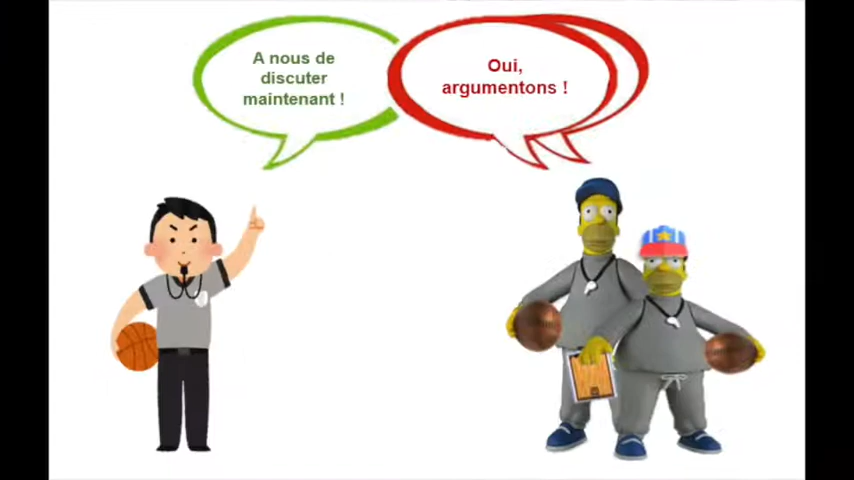 A nous de
discuter
maintenant !
Oui,
argumentons !